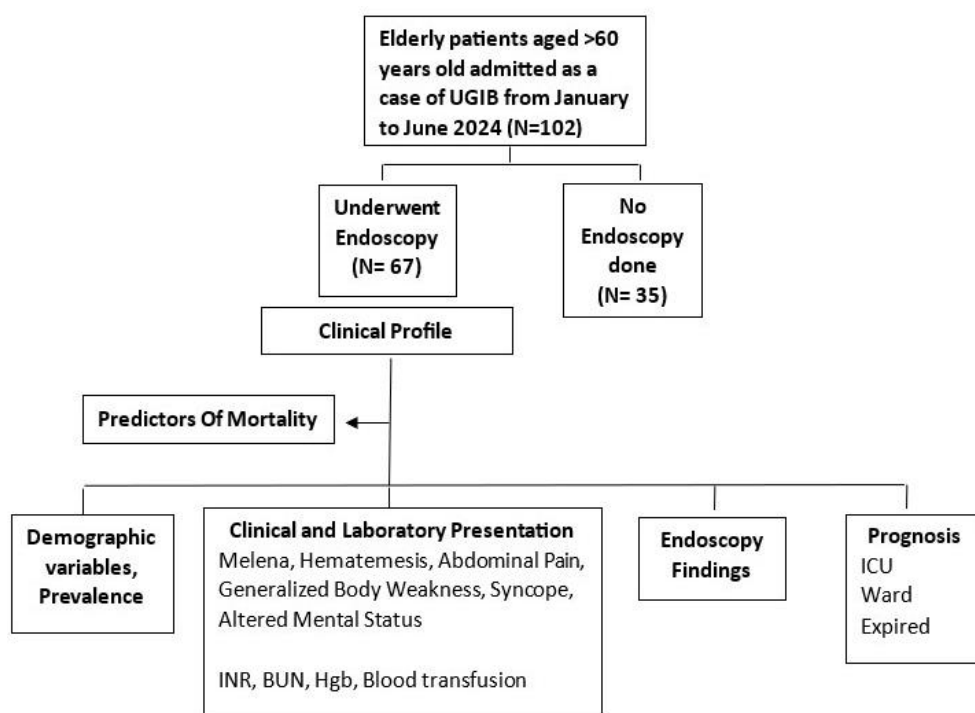 Elderly patients aged >60
years old admitted as a
case of UGIB from January
to June 2024 (N=102)
Underwent
Endoscopy
(N= 67)
No
Endoscopy
done
(N= 35)
Clinical Profile
Predictors Of Mortality
Demographic
variables,
Prevalence
Clinical and Laboratory Presentation
Melena, Hematemesis, Abdominal Pain,
Generalized Body Weakness, Syncope,
Altered Mental Status
INR, BUN, Hgb, Blood transfusion
Endoscopy
Findings
Prognosis
ICU
Ward
Expired